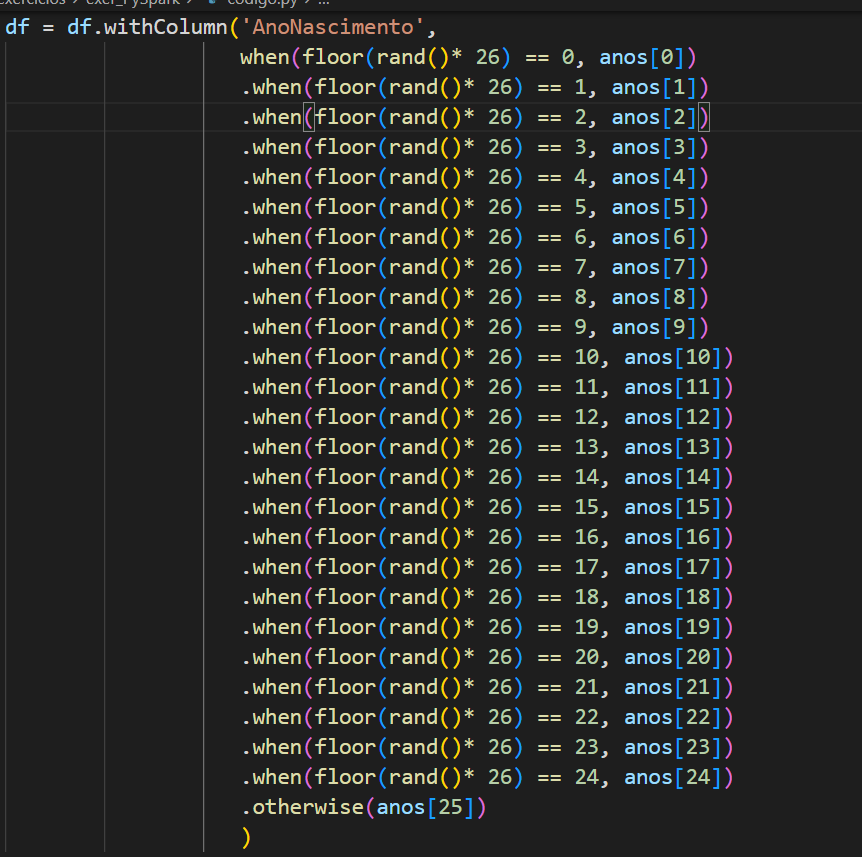 df = df.withColumn('AnoNascimento',
when(floor(rand()* 26) == 0, anos[0])
.when(floor(rand()* 26) == 1, anos[1])
.when(floor(rand()* 26) == 2, anos[2])
.when(floor(rand()* 26) == 3, anos[3])
.when(floor(rand()* 26) == 4, anos[4])
.when(floor(rand()* 26) == 5, anos[5])
.when(floor(rand()* 26) == 6, anos[6])
.when(floor(rand()* 26) == 7, anos[7])
.when(floor(rand()* 26) == 8, anos[8])
.when(floor(rand()* 26) == 9, anos[9])
.when(floor(rand()* 26) == 10, anos[10])
.when(floor(rand()* 26) == 11, anos[11])
.when(floor(rand()* 26) == 12, anos[12])
.when(floor(rand()* 26) == 13, anos[13])
.when(floor(rand()* 26) == 14, anos[14])
.when(floor(rand()* 26) == 15, anos[15])
.when(floor(rand()* 26) == 16, anos[16])
.when(floor(rand()* 26) == 17, anos[17])
.when(floor(rand()* 26) == 18, anos[18])
.when(floor(rand()* 26) == 19, anos[19])
.when(floor(rand()* 26) == 20, anos[20])
.when(floor(rand()* 26) == 21, anos[21])
.when(floor(rand()* 26) == 22, anos[22])
.when(floor(rand()* 26) == 23, anos[23])
.when(floor(rand()* 26) == 24, anos[24])
.otherwise(anos[25])
)